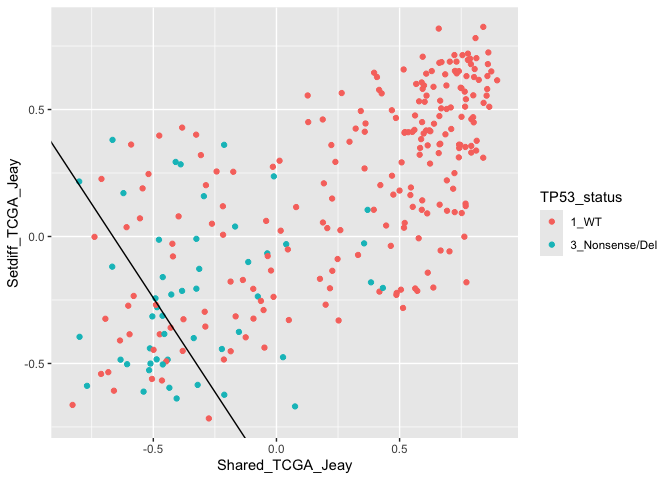 0.5
0.0
-0.5
Setdiff_TCGA_Jeay
-0.5
0.0
0.5
Shared_TCGA_Jeay
TP53_status
1_WT
3_Nonsense/Del